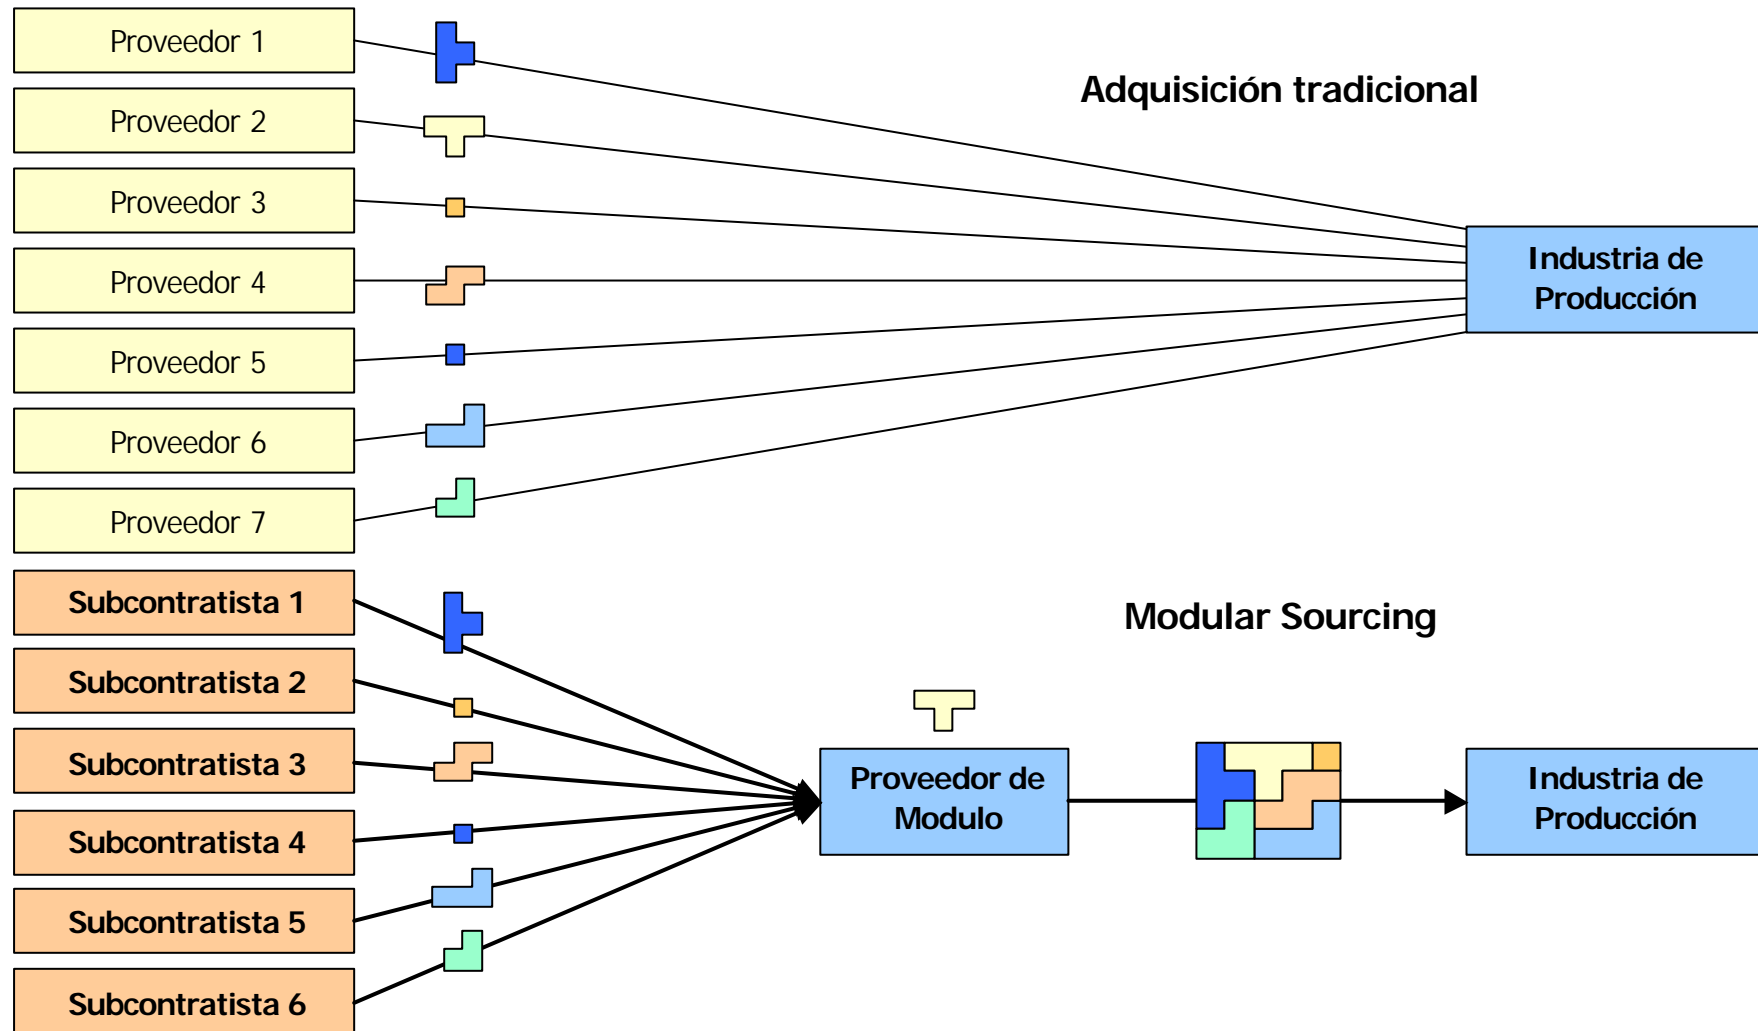 Proveedor 1
Proveedor 2
Proveedor 3
Proveedor 4
Proveedor 5
Proveedor 6
Proveedor 7
Adquisición tradicional
Industria de
Producción
Subcontratista 1
Subcontratista 2
Subcontratista 3
Subcontratista 4
Subcontratista 5
Subcontratista 6
Modular Sourcing
Proveedor de
Modulo
Industria de
Producción